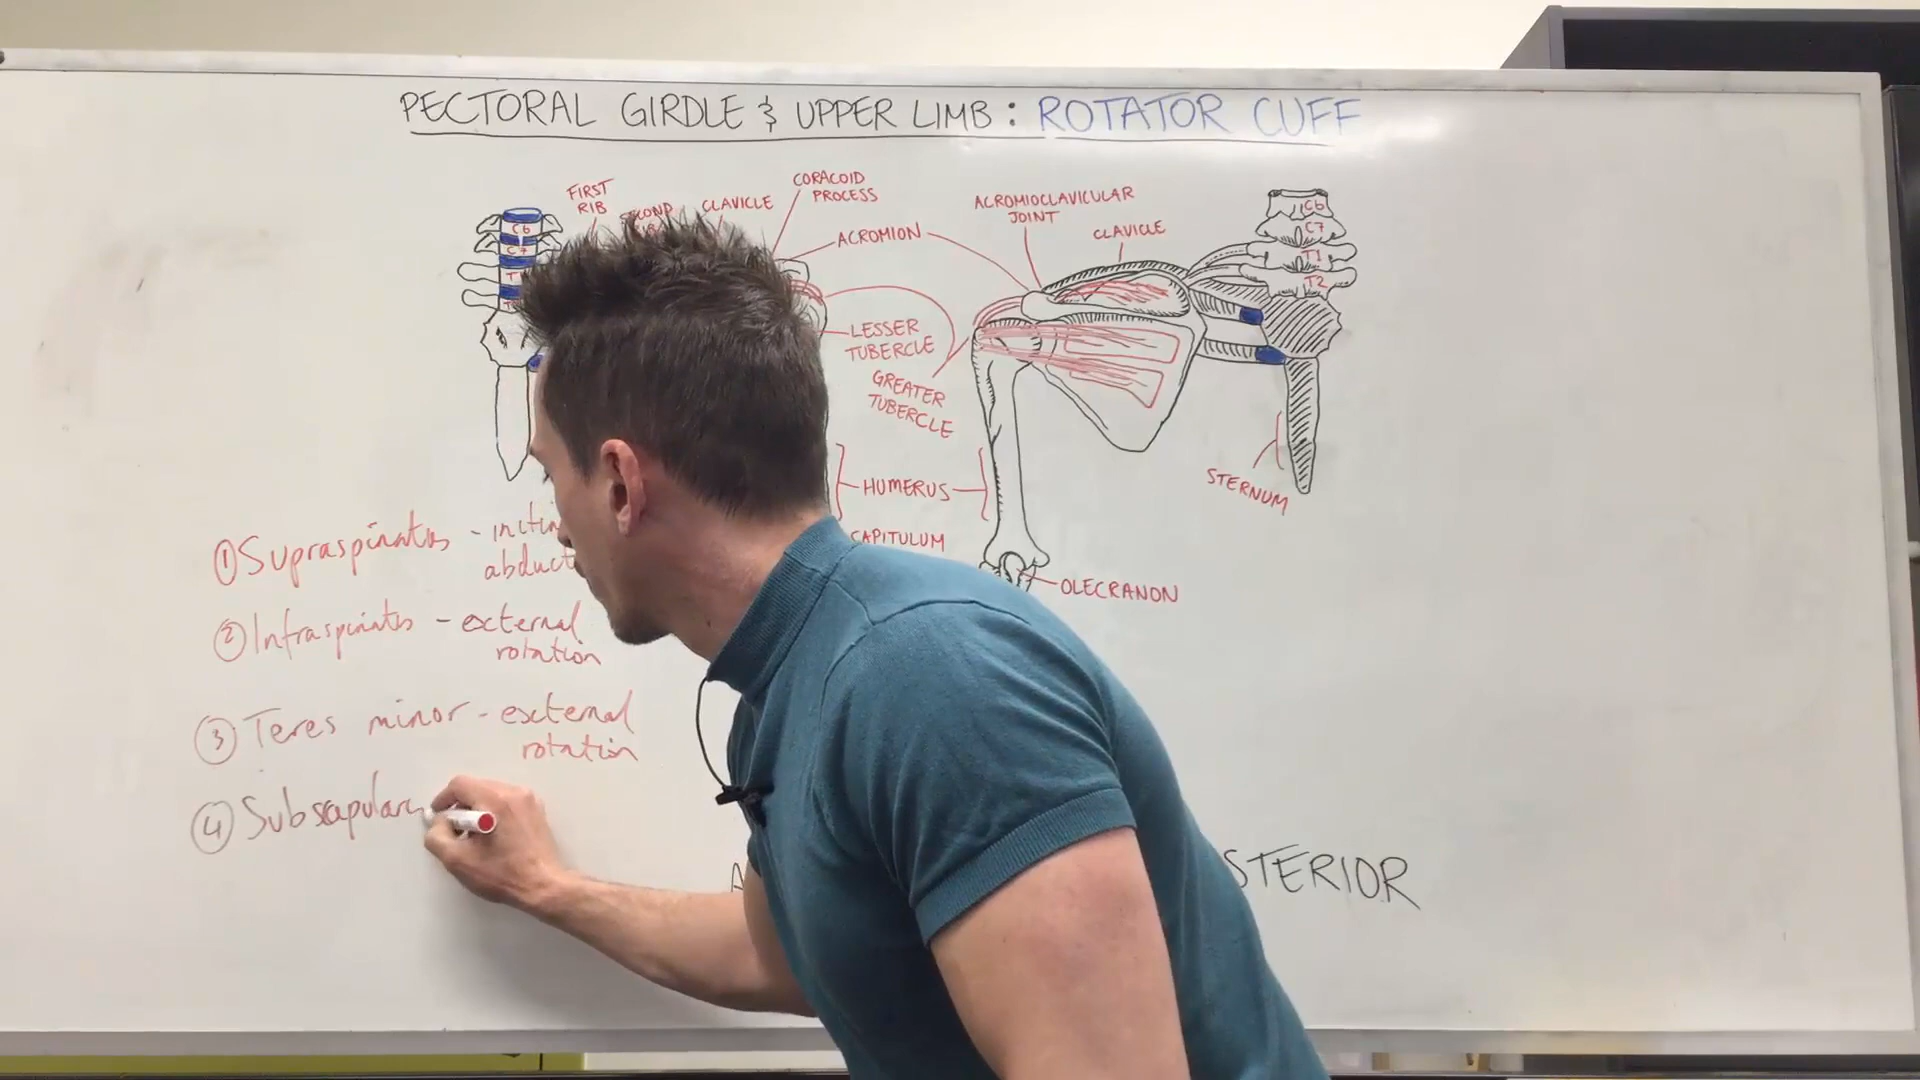 PECTORAL GIRDLE & UPPER LIMB: ROTATOR CUFF
FIRST
RIB
CLAVICLE
CORACOID
PROCESS
ACROMION
LESSER
TUBERCLE
GREATER
TUBERCLE
HUMERUS
CAPITULUM
C6
C7
ACROMIOCLAVICULAR
JOINT
CLAVICLE
C6
C7
T1
T2
STERNUM
OLECRANON
① Supraspinatus -
② Infraspinatus - external
rotation
③ Teres minor - external
rotation
④